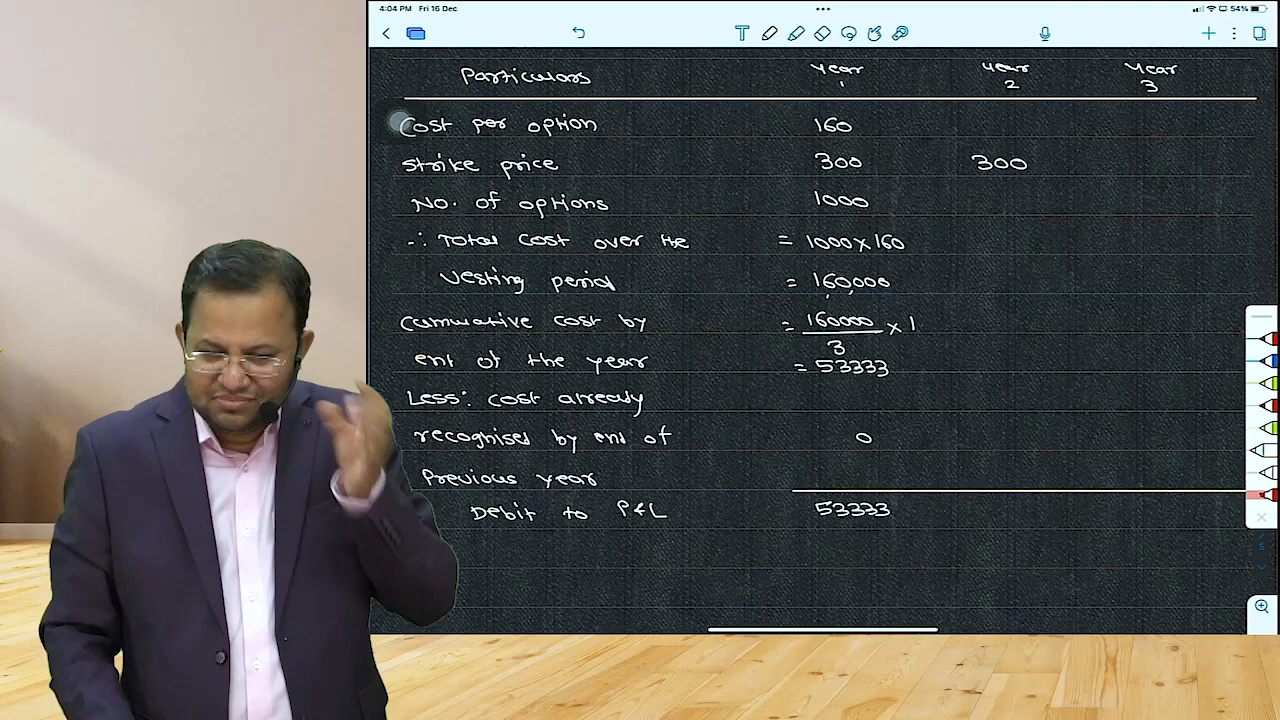 4:04 PM Fri 16 Dec
54%
Particulars Year 1 Year 2 Year 3
Cost per option 160
Strike price 300 300
No. of options 1000
∴ Total cost over the = 1000 × 160
Vesting period = 160,000
Cumulative cost by = 160000/3 × 1
end of the year = 53333
Less: cost already
recognised by end of 0
Previous year
Debit to P&L 53333